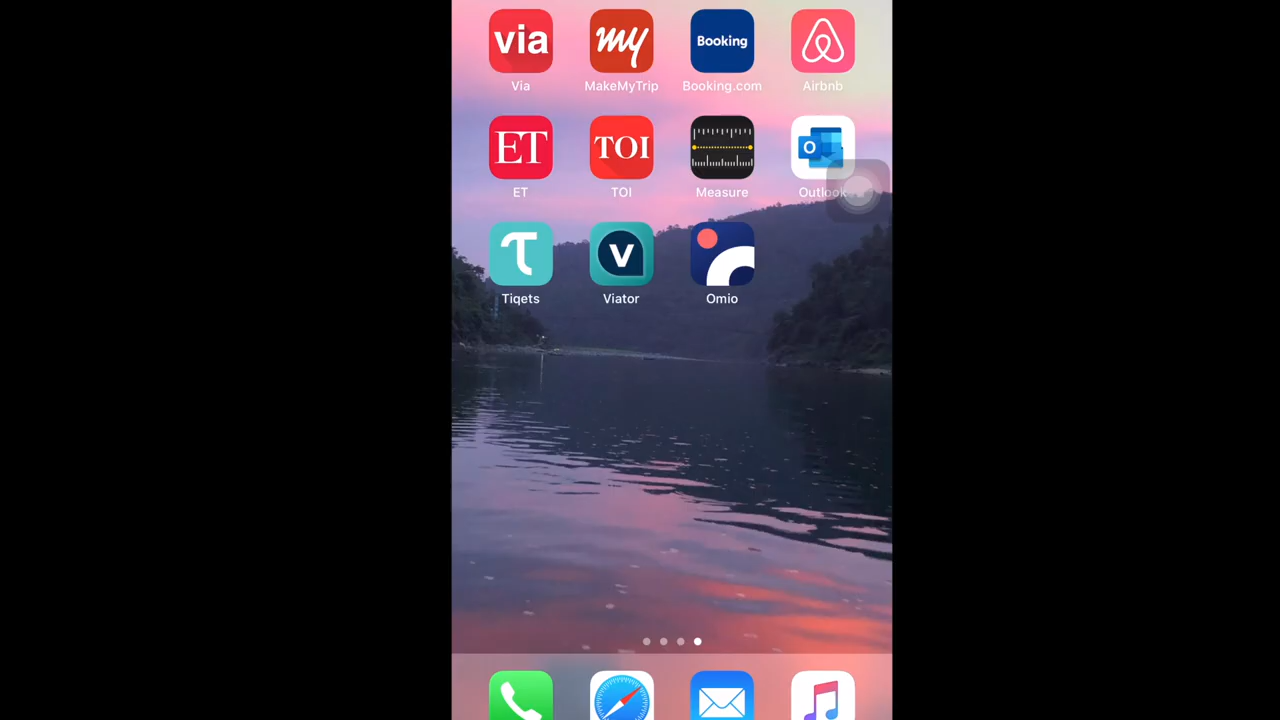 via my Booking
Via MakeMyTrip Booking.com Airbnb
ET TOI O
ET TOI Measure Outlook
V
Tiqets Viator Omio